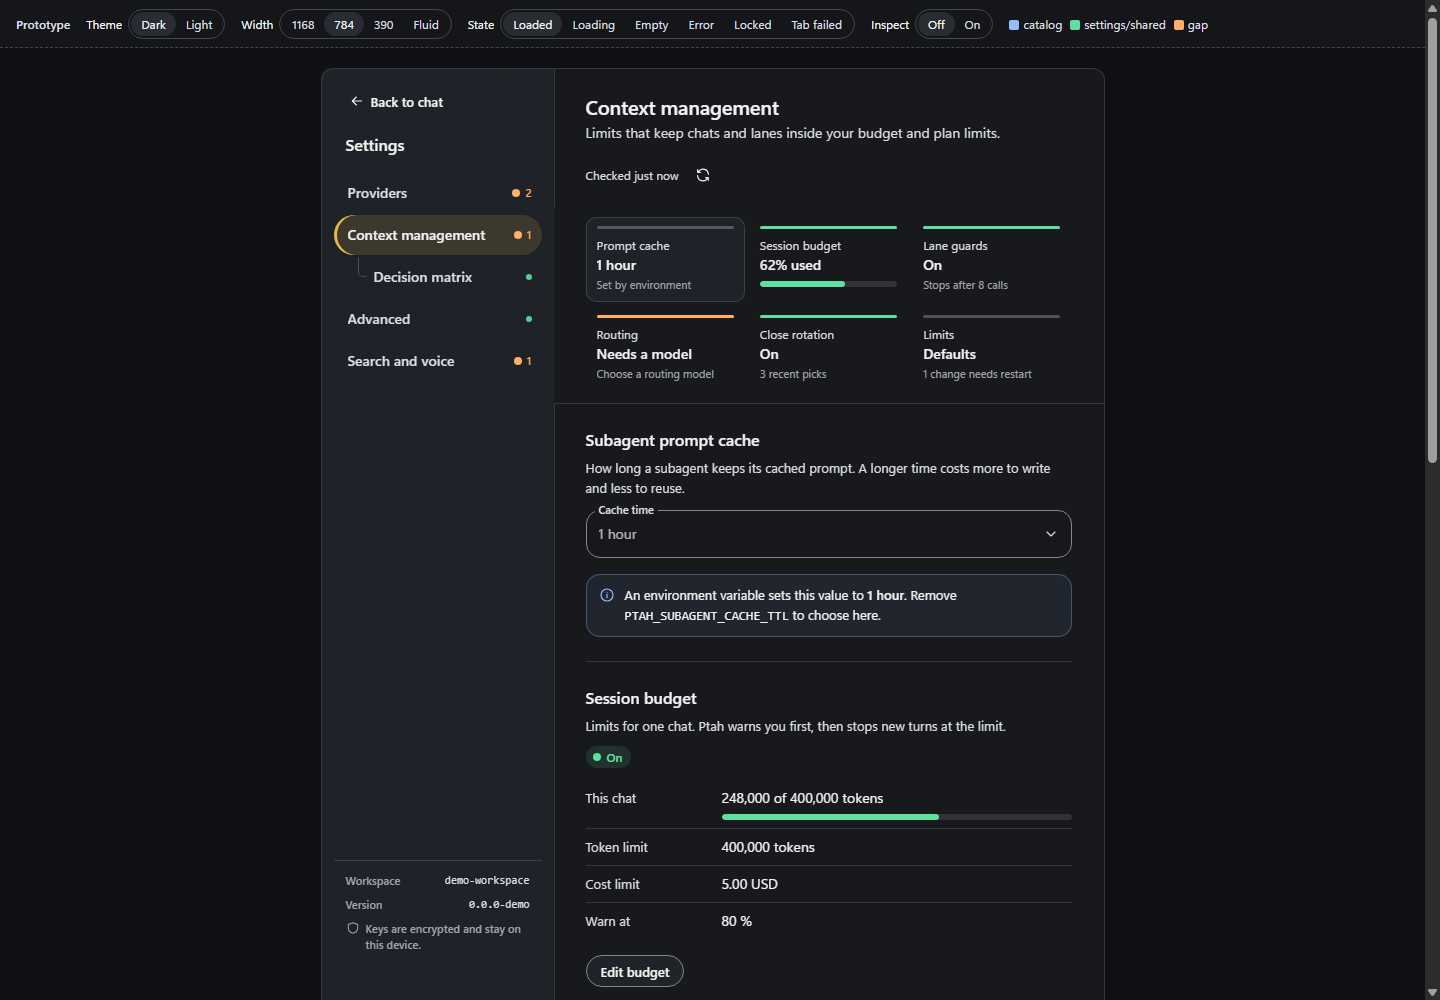 Prototype Theme Dark Light Width 1168 784 390 Fluid State Loaded Loading Empty Error Locked Tab failed Inspect Off On catalog settings/shared gap
Back to chat
Settings
Providers 2
Context management 1
Decision matrix
Advanced
Search and voice 1
Workspace demo-workspace
Version 0.0.0-demo
Keys are encrypted and stay on
this device.
Context management
Limits that keep chats and lanes inside your budget and plan limits.
Checked just now
Prompt cache
1 hour
Set by environment
Session budget
62% used
Lane guards
On
Stops after 8 calls
Routing
Needs a model
Choose a routing model
Close rotation
On
3 recent picks
Limits
Defaults
1 change needs restart
Subagent prompt cache
How long a subagent keeps its cached prompt. A longer time costs more to write
and less to reuse.
Cache time
1 hour
An environment variable sets this value to 1 hour. Remove
PTAH_SUBAGENT_CACHE_TTL to choose here.
Session budget
Limits for one chat. Ptah warns you first, then stops new turns at the limit.
On
This chat 248,000 of 400,000 tokens
Token limit 400,000 tokens
Cost limit 5.00 USD
Warn at 80 %
Edit budget